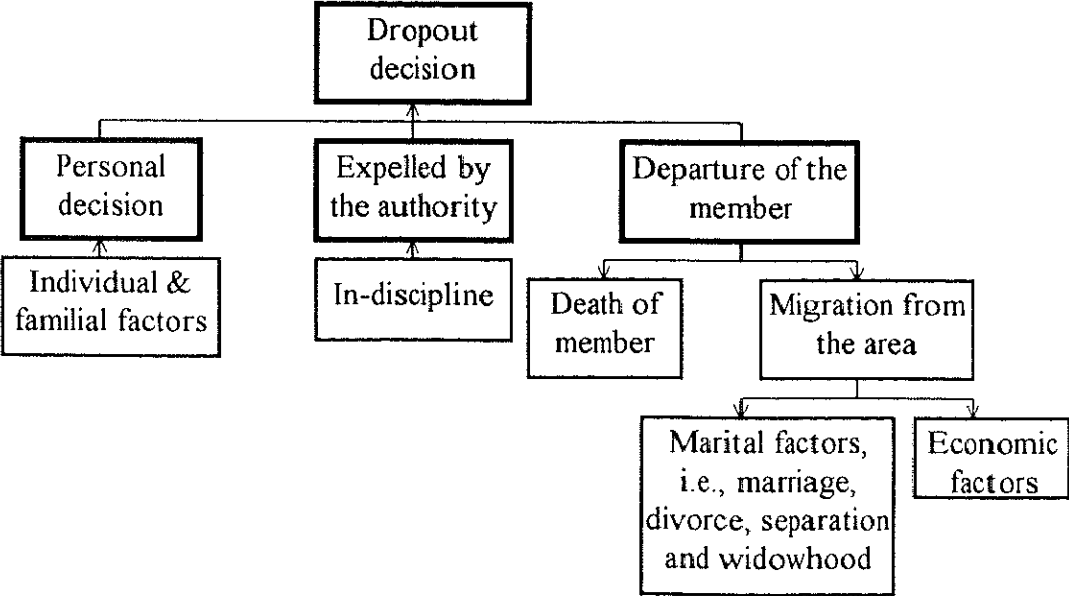 Dropout
decision
Personal
decision
Expelled by
the authority
Departure of the
member
Individual &
familial factors
In-discipline
Death of
member
Migration from
the area
Marital factors,
i.e., marriage,
divorce, separation
and widowhood
Economic
factors